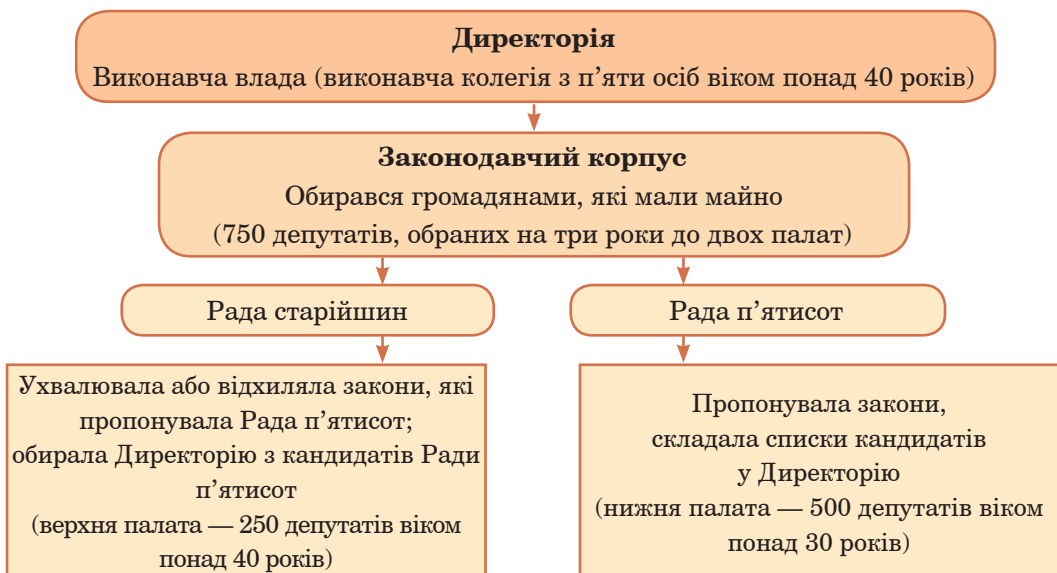 Директорія
Виконавча влада (виконавча колегія з п’яти осіб віком понад 40 років)
Законодавчий корпус
Обирався громадянами, які мали майно
(750 депутатів, обраних на три роки до двох палат)
Рада старійшин
Рада п’ятисот
Ухвалювала або відхиляла закони, які
пропонувала Рада п’ятисот;
обирала Директорію з кандидатів Ради
п’ятисот
(верхня палата — 250 депутатів віком
понад 40 років)
Пропонувала закони,
складала списки кандидатів
у Директорію
(нижня палата — 500 депутатів віком
понад 30 років)